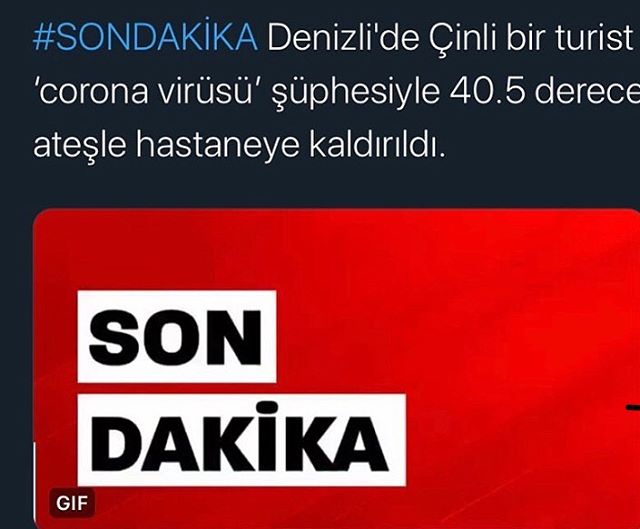 #SONDAKİKA Denizli'de Çinli bir turist
‘corona virüsü’ şüphesiyle 40.5 derece
ateşle hastaneye kaldırıldı.
SON
DAKİKA
GIF